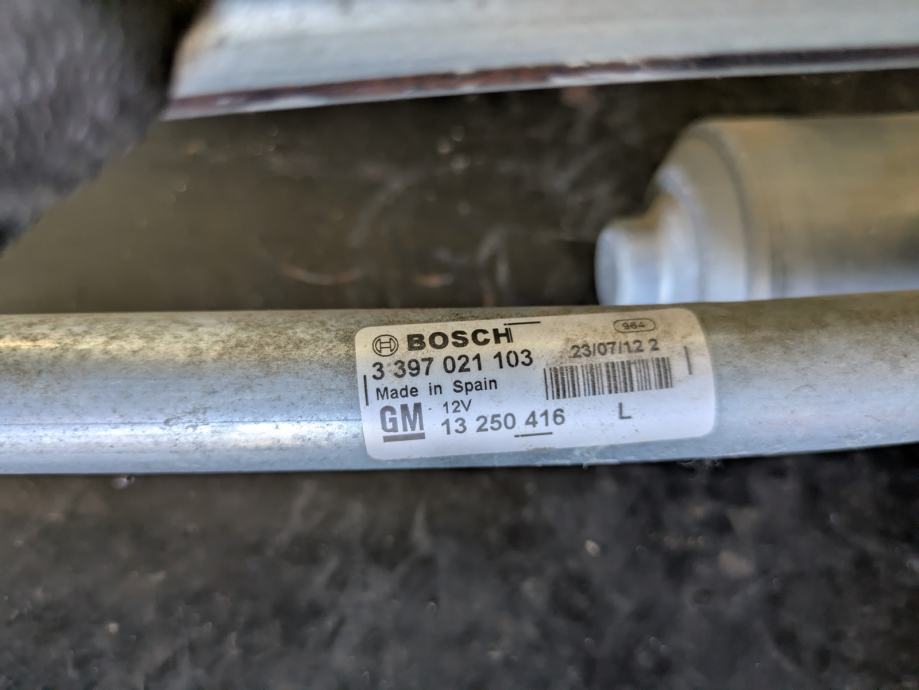 BOSCH
964
3 397 021 103
23/07/12 2
Made in Spain
12V
GM
13 250 416
L